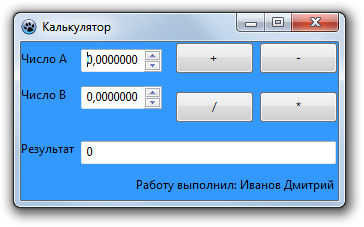 Калькулятор
Число A 0,0000000 + -
Число B 0,0000000 / *
Результат 0
Работу выполнил: Иванов Дмитрий